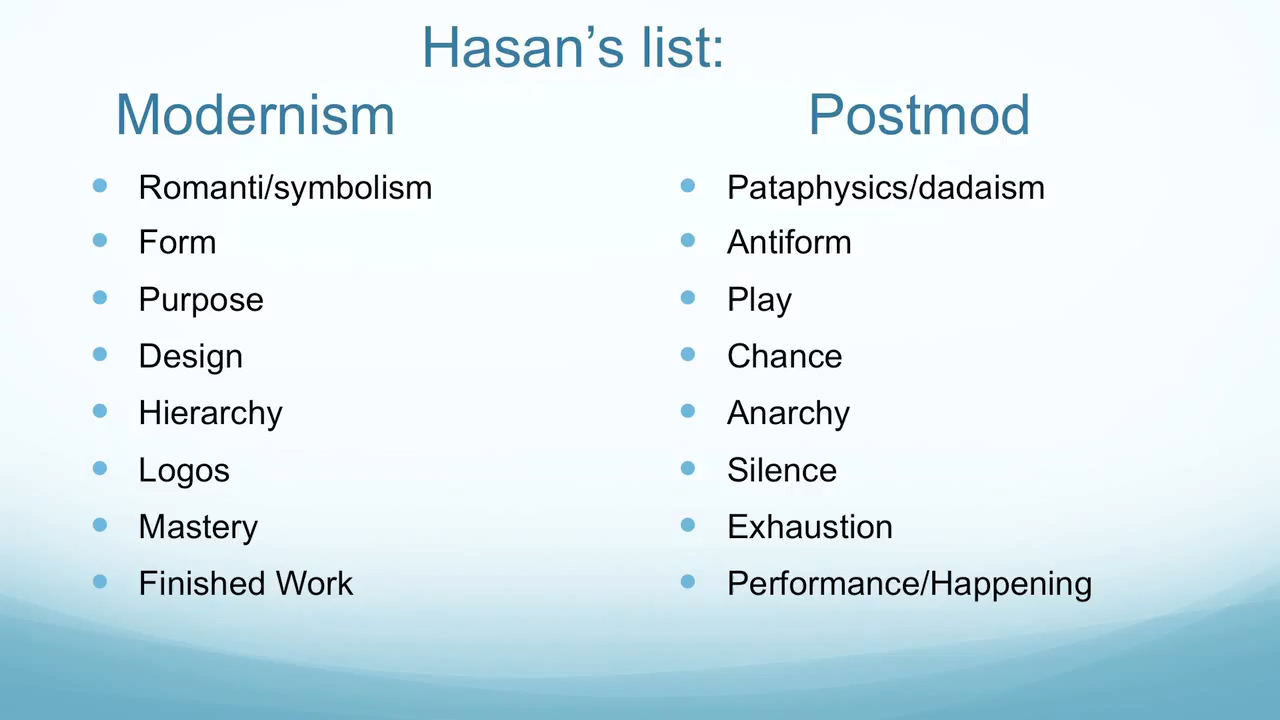 Hasan’s list:
Modernism
Postmod
Romanti/symbolism
Form
Purpose
Design
Hierarchy
Logos
Mastery
Finished Work
Pataphysics/dadaism
Antiform
Play
Chance
Anarchy
Silence
Exhaustion
Performance/Happening